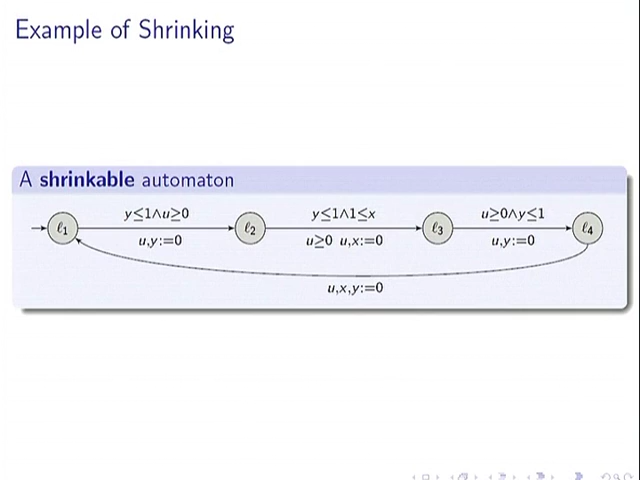 Example of Shrinking
A shrinkable automaton
y≤1∧u≥0 y≤1∧1≤x u≥0∧y≤1
ℓ1 ℓ2 ℓ3 ℓ4
u,y:=0 u≥0 u,x:=0 u,y:=0
u,x,y:=0